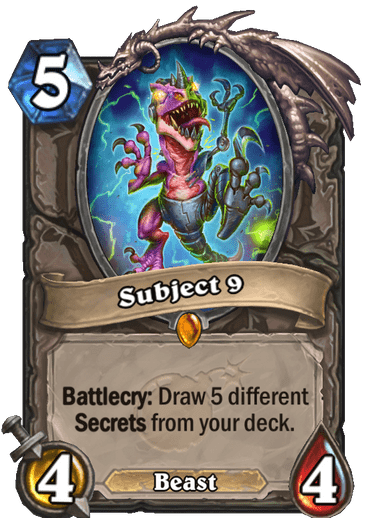 5
Subject 9
Battlecry: Draw 5 different
Secrets from your deck.
4
Beast
4